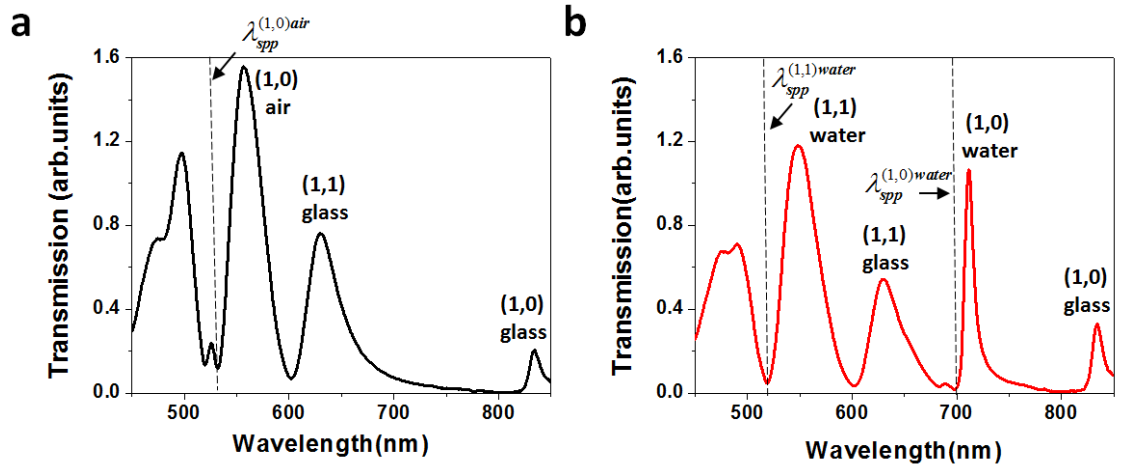 a
λ_spp^(1,0)air
(1,0)
air
(1,1)
glass
(1,0)
glass
1.6
1.2
0.8
0.4
0.0
500
600
700
800
Transmission (arb.units)
Wavelength(nm)
b
λ_spp^(1,1)water
(1,1)
water
λ_spp^(1,0)water
(1,0)
water
(1,1)
glass
(1,0)
glass
1.6
1.2
0.8
0.4
0.0
500
600
700
800
Transmission(arb.units)
Wavelength(nm)